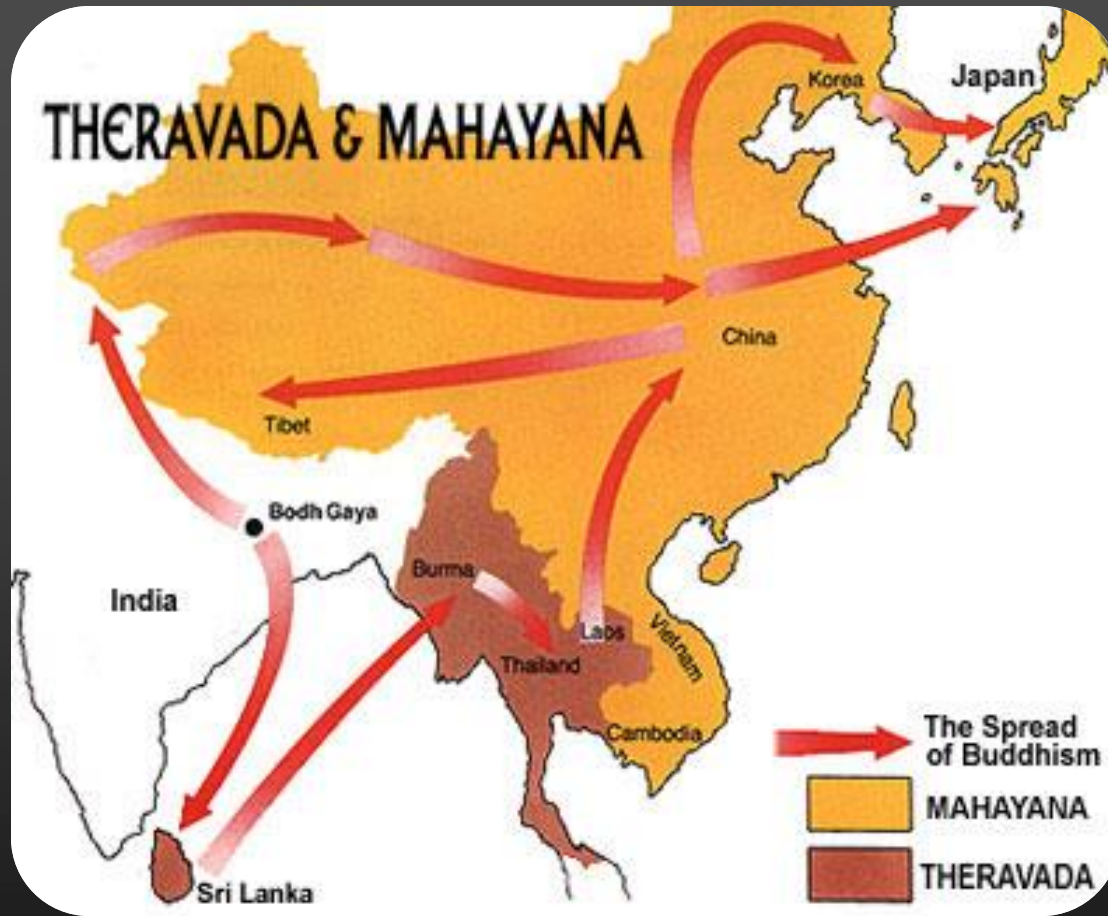 THERAVADA & MAHAYANA
Korea
Japan
China
Tibet
Bodh Gaya
India
Burma
Laos
Vietnam
Thailand
Cambodia
Sri Lanka
The Spread
of Buddhism
MAHAYANA
THERAVADA